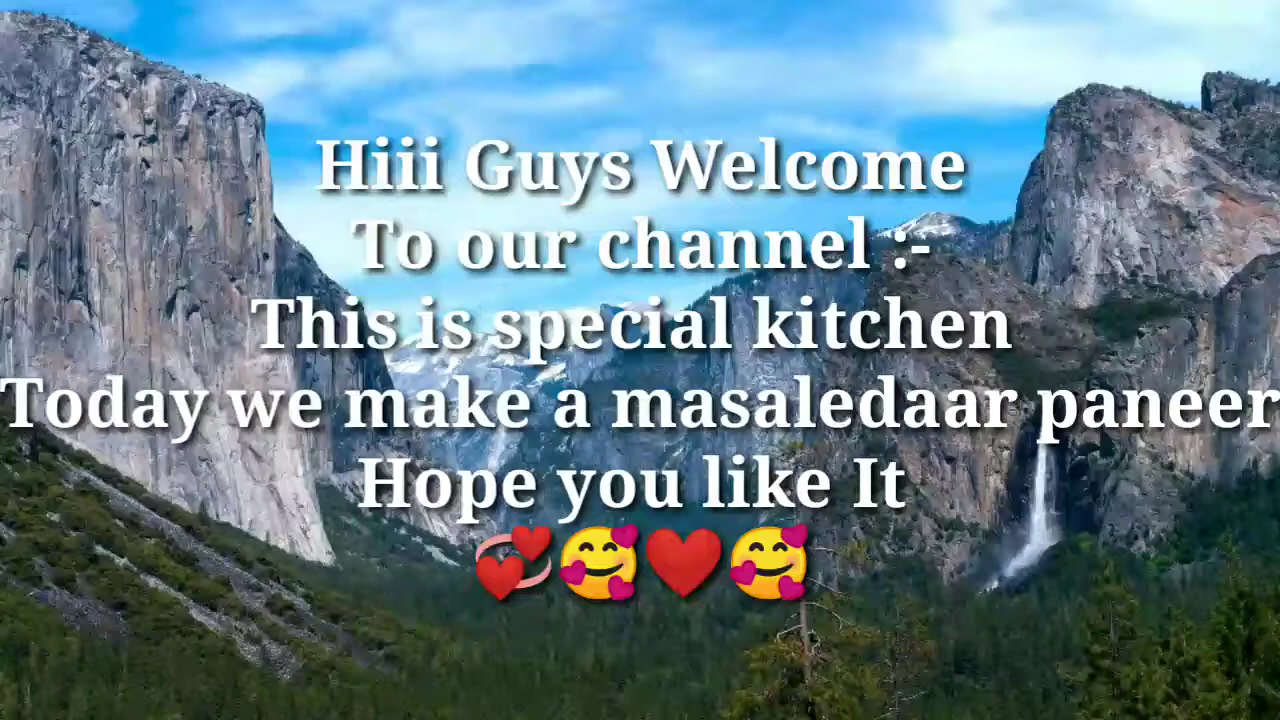 Hiii Guys Welcome
To our channel :-
This is special kitchen
Today we make a masaledaar paneer
Hope you like It
💞🥰❤️🥰